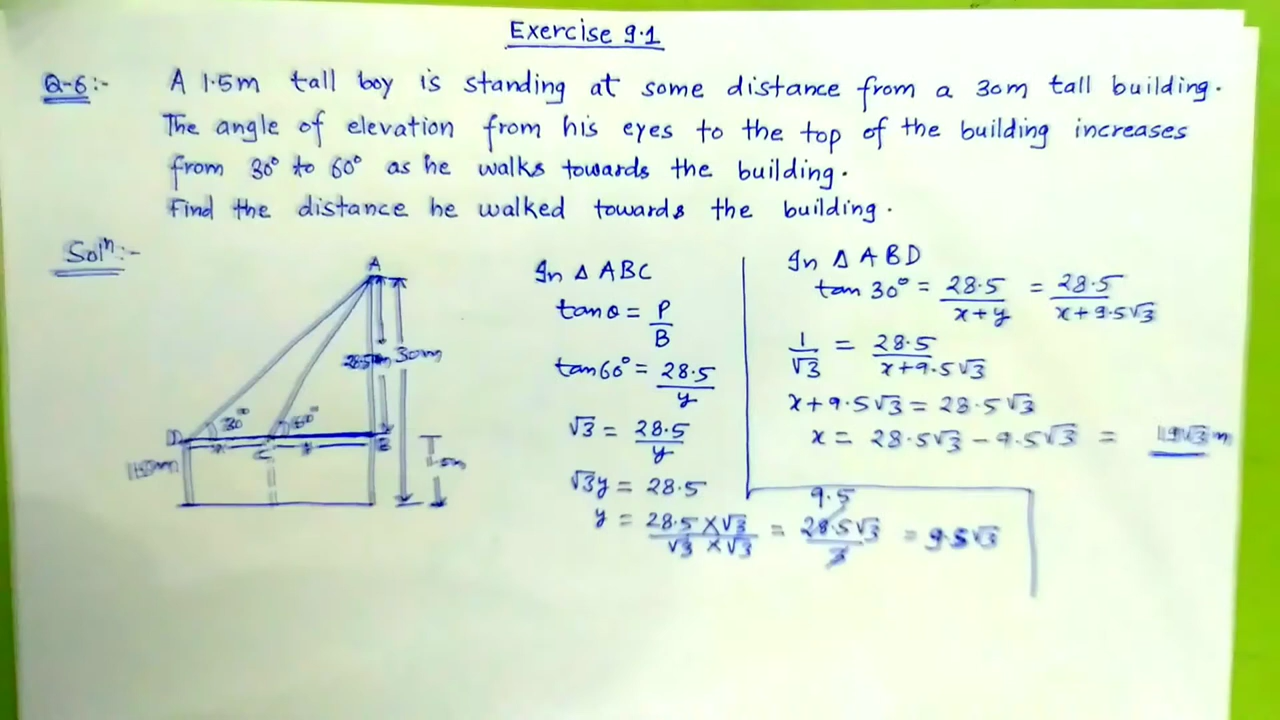 Exercise 9.1
Q-6:- A 1.5m tall boy is standing at some distance from a 30m tall building.
The angle of elevation from his eyes to the top of the building increases
from 30° to 60° as he walks towards the building.
Find the distance he walked towards the building.
Solⁿ:-
A
28.5m 30m
30° 60°
D C B
x y
1.5m
In Δ ABC
tanθ = P/B
tan60° = 28.5/y
√3 = 28.5/y
√3y = 28.5
y = 28.5 × √3 / √3 × √3 = 28.5√3 / 3 = 9.5√3
9.5
In Δ ABD
tan 30° = 28.5/x+y = 28.5/x+9.5√3
1/√3 = 28.5/x+9.5√3
x+9.5√3 = 28.5√3
x = 28.5√3 - 9.5√3 = 19√3 m